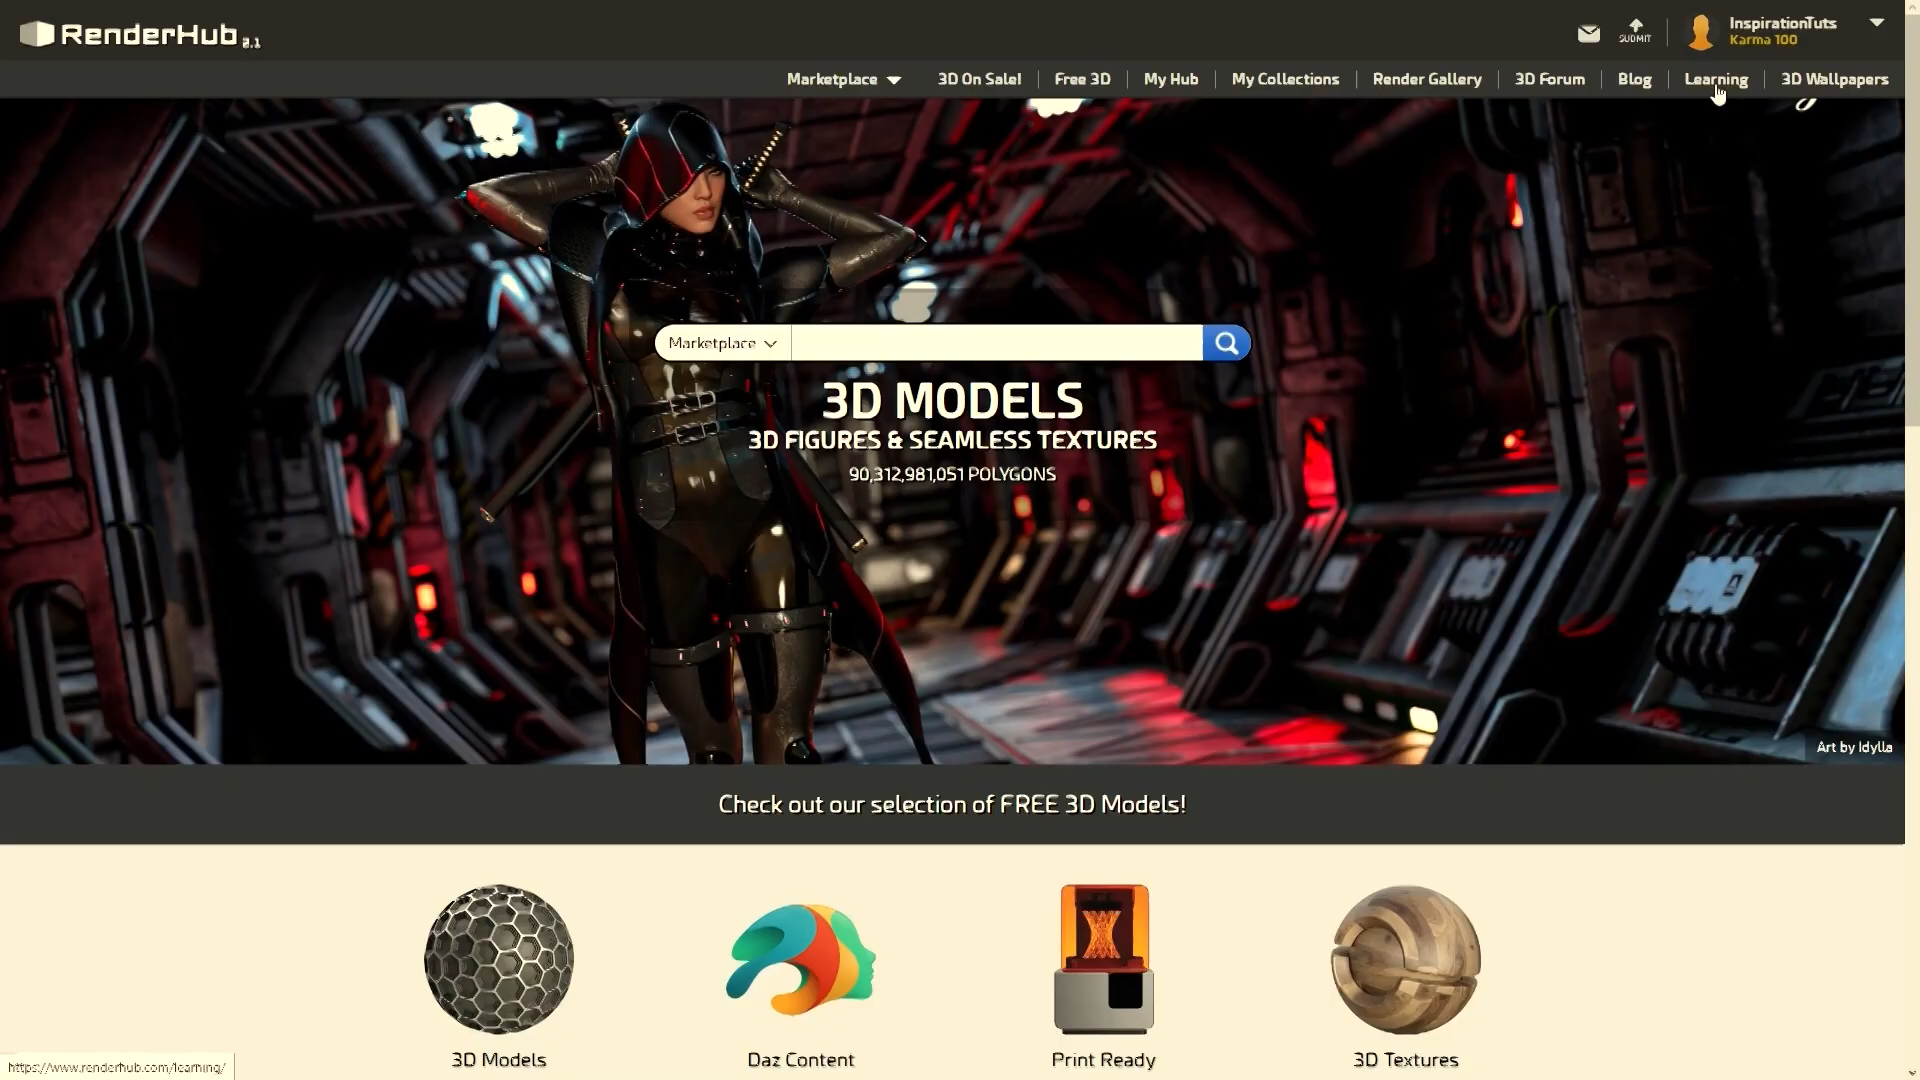 RenderHub 2.1
SUBMIT
InspirationTuts
Karma 100
Marketplace
3D On Sale!
Free 3D
My Hub
My Collections
Render Gallery
3D Forum
Blog
Learning
3D Wallpapers
Marketplace
3D MODELS
3D FIGURES & SEAMLESS TEXTURES
90,312,981,051 POLYGONS
Art by Idylla
Check out our selection of FREE 3D Models!
3D Models
Daz Content
Print Ready
3D Textures
https://www.renderhub.com/learning/